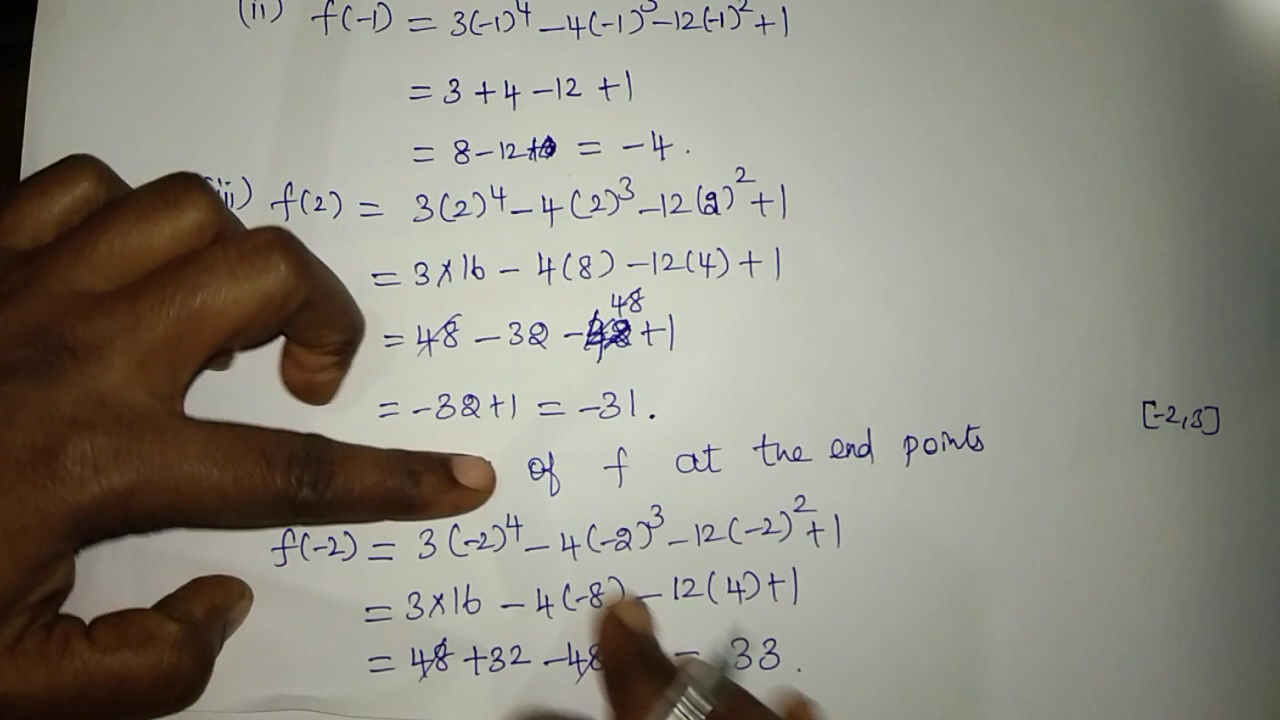 (ii) f(-1) = 3(-1)⁴ - 4(-1)³ - 12(-1)² + 1
= 3 + 4 - 12 + 1
= 8 - 12 = -4.
ii) f(2) = 3(2)⁴ - 4(2)³ - 12(2)² + 1
= 3 × 16 - 4(8) - 12(4) + 1
= 48 - 32 - 48 + 1
= -32 + 1 = -31.
[-2,3]
of f at the end points
f(-2) = 3(-2)⁴ - 4(-2)³ - 12(-2)² + 1
= 3 × 16 - 4(-8) - 12(4) + 1
= 48 + 32 - 48 = 33.